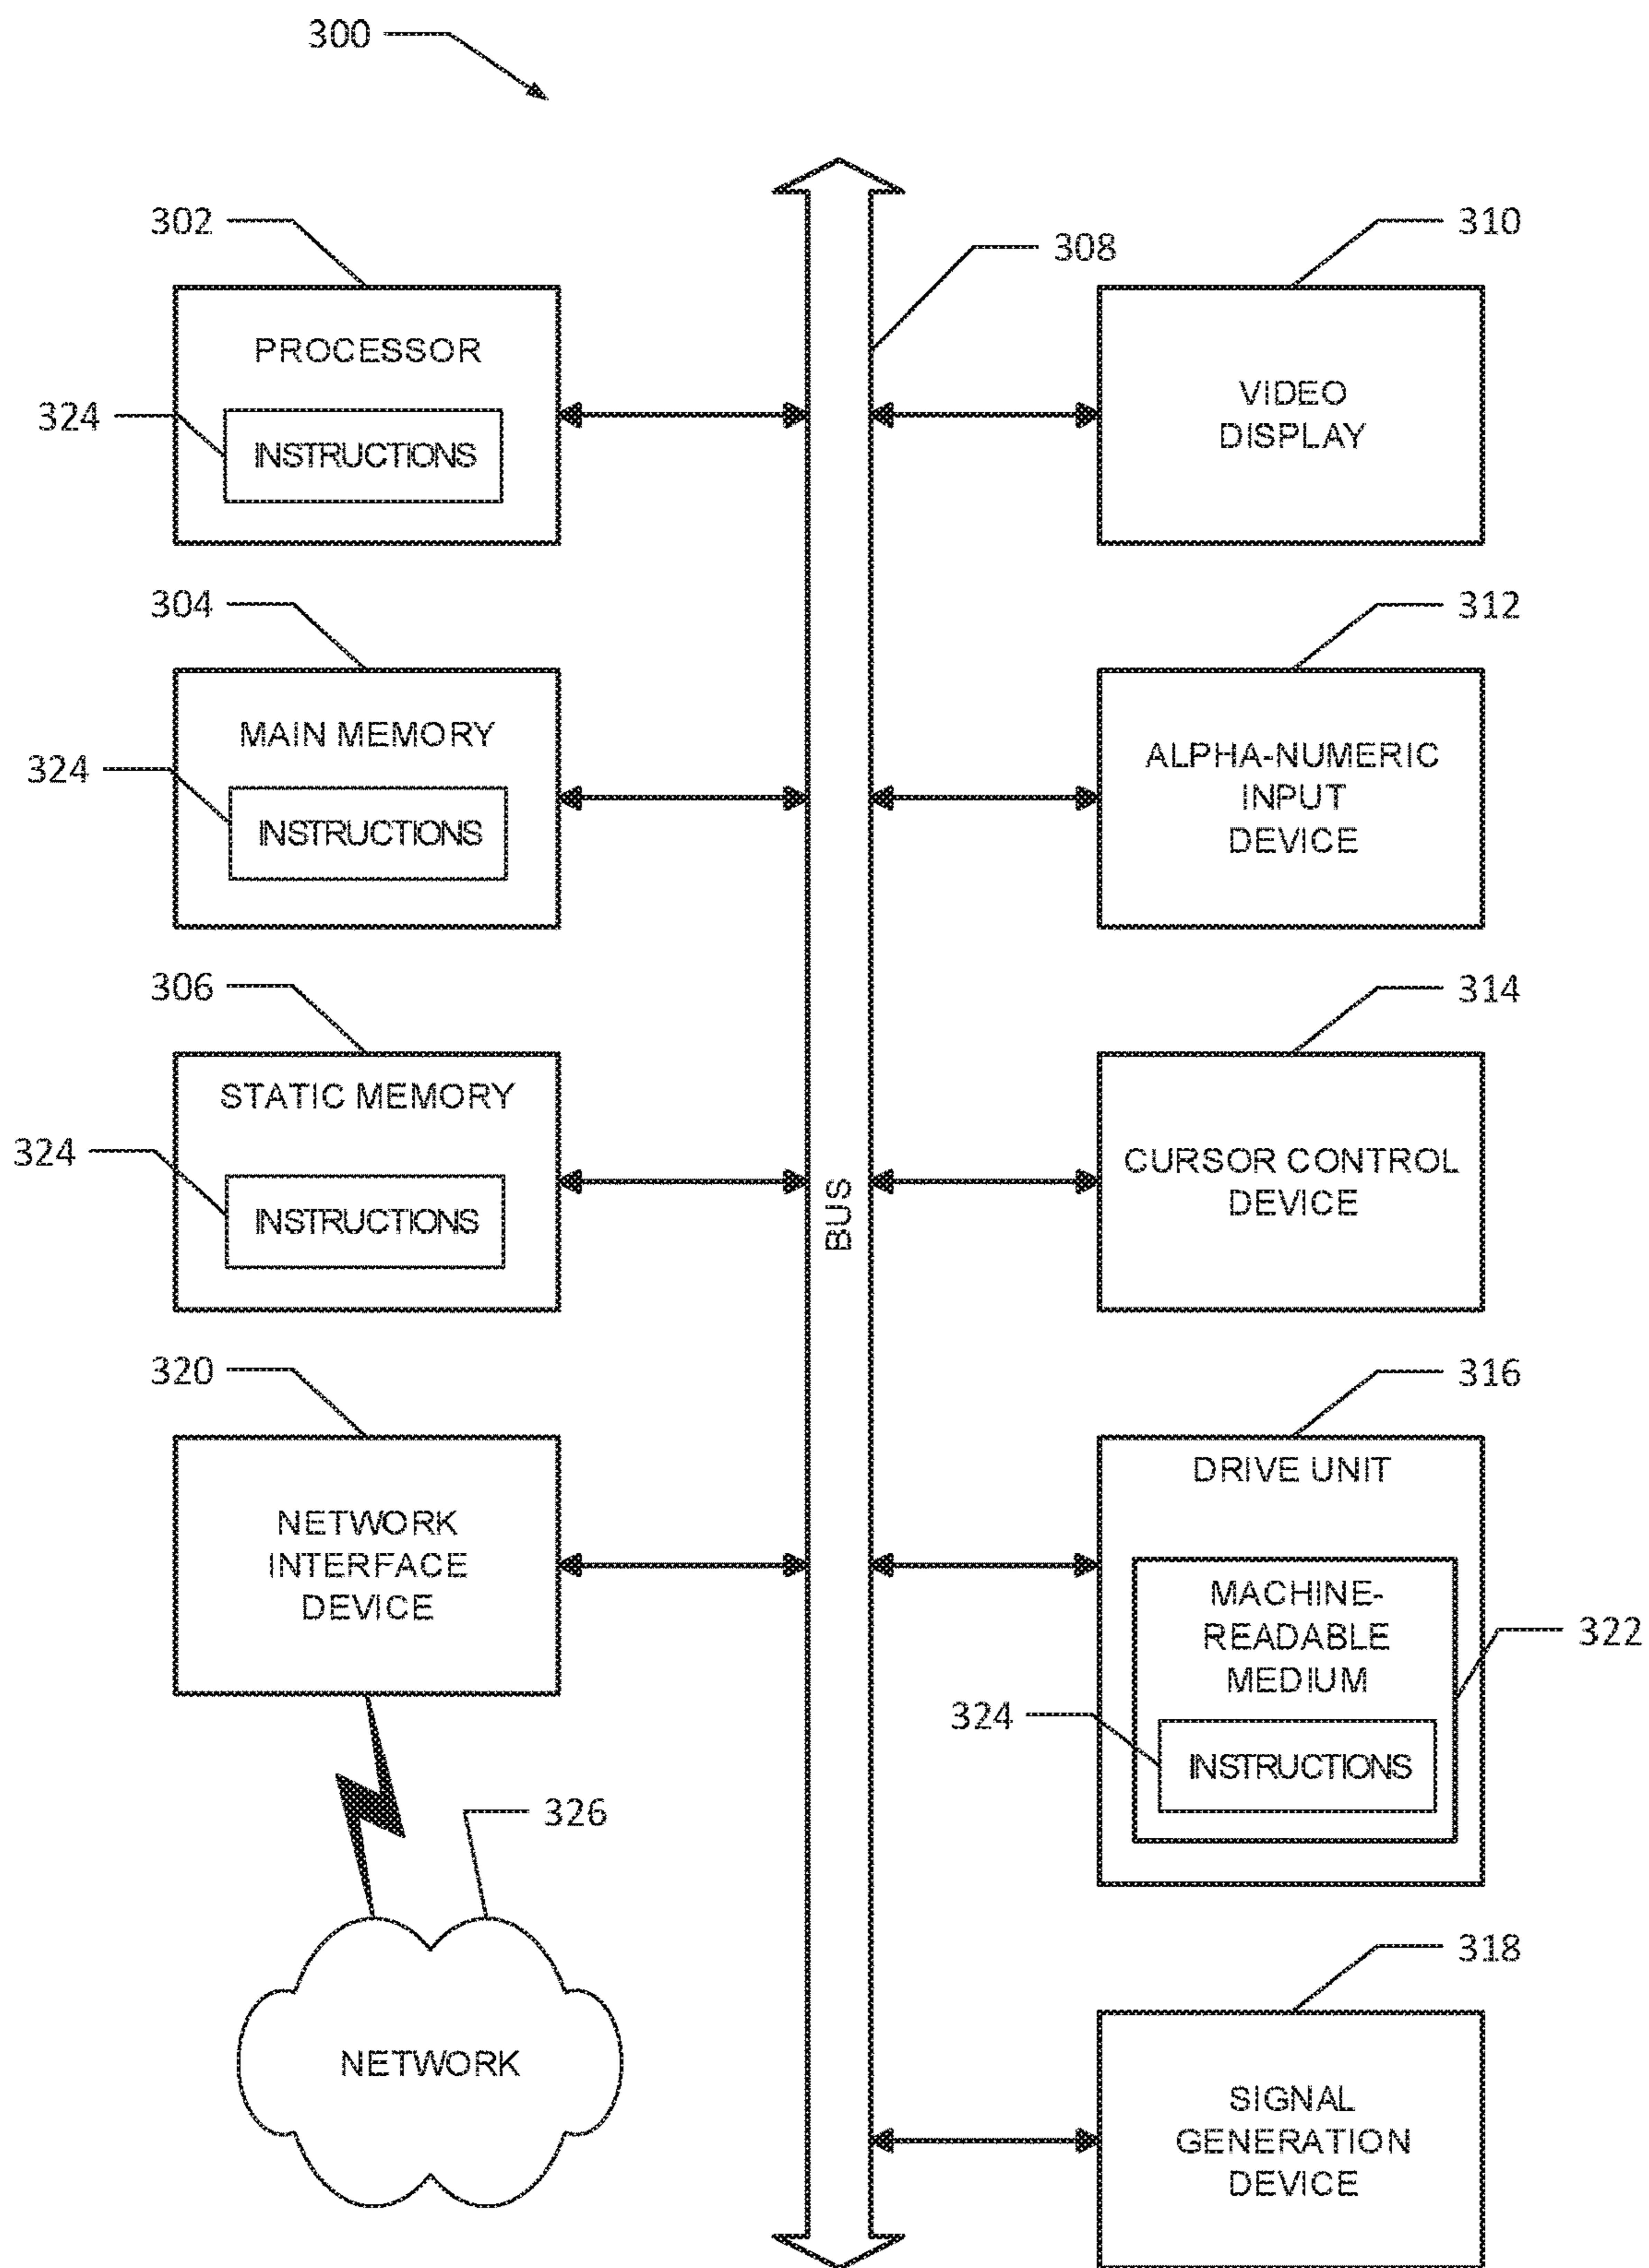 300
302
310
308
PROCESSOR
324
INSTRUCTIONS
VIDEO
DISPLAY
304
312
MAIN MEMORY
324
INSTRUCTIONS
ALPHA-NUMERIC
INPUT
DEVICE
306
314
STATIC MEMORY
324
INSTRUCTIONS
CURSOR CONTROL
DEVICE
BUS
320
316
NETWORK
INTERFACE
DEVICE
DRIVE UNIT
MACHINE-
READABLE
MEDIUM
322
324
INSTRUCTIONS
326
NETWORK
318
SIGNAL
GENERATION
DEVICE